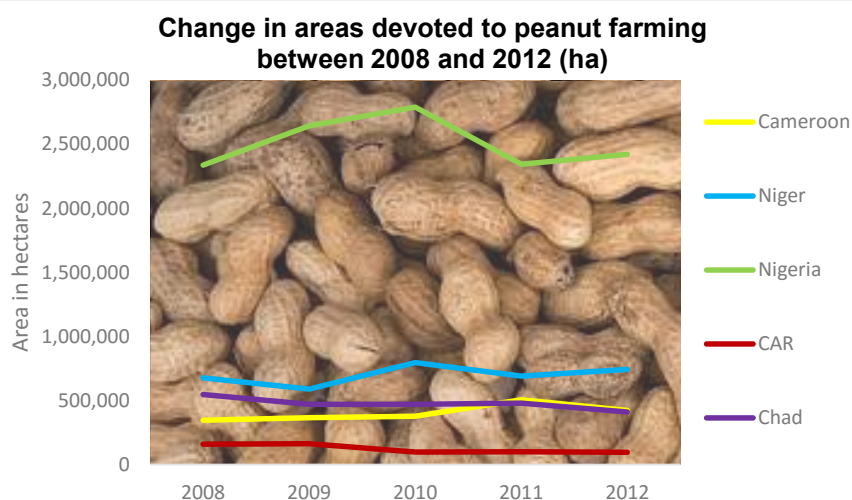 Change in areas devoted to peanut farming
between 2008 and 2012 (ha)
3,000,000
2,500,000
2,000,000
1,500,000
1,000,000
500,000
0
Area in hectares
2008 2009 2010 2011 2012
Cameroon
Niger
Nigeria
CAR
Chad